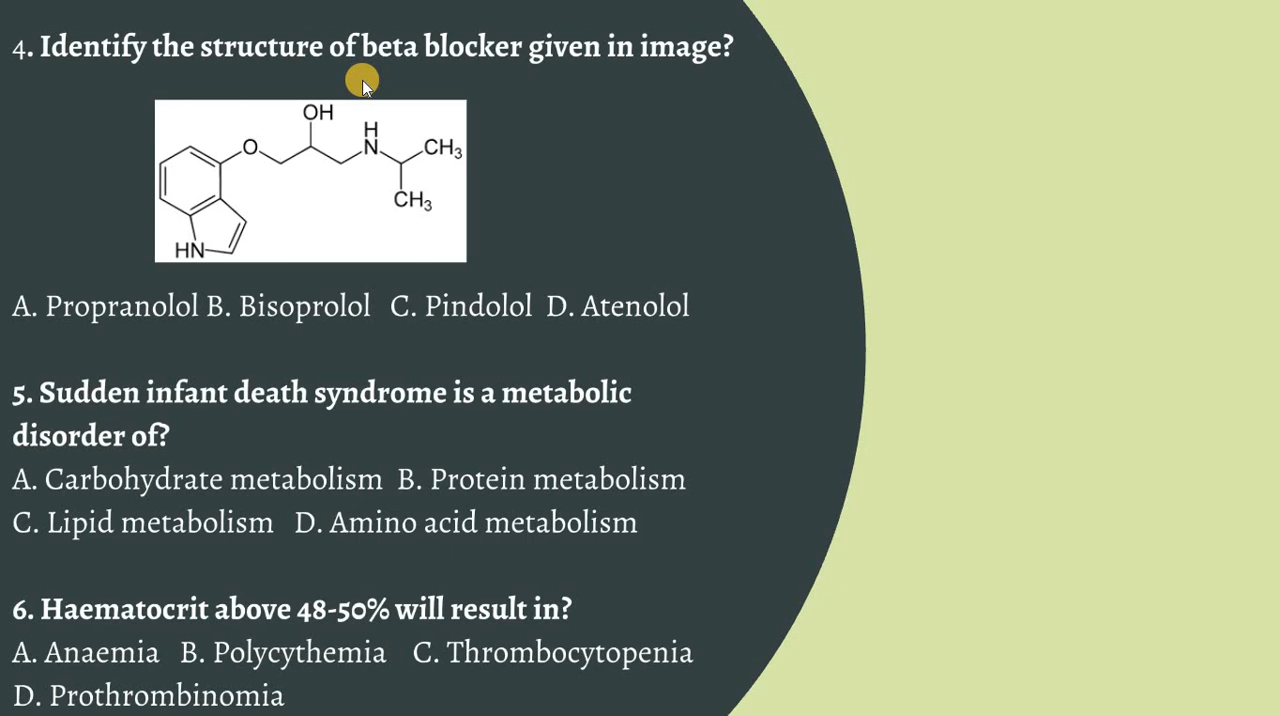 4. Identify the structure of beta blocker given in image?
OH
O
H
N
CH3
CH3
HN
A. Propranolol B. Bisoprolol C. Pindolol D. Atenolol
5. Sudden infant death syndrome is a metabolic
disorder of?
A. Carbohydrate metabolism B. Protein metabolism
C. Lipid metabolism D. Amino acid metabolism
6. Haematocrit above 48-50% will result in?
A. Anaemia B. Polycythemia C. Thrombocytopenia
D. Prothrombinomia